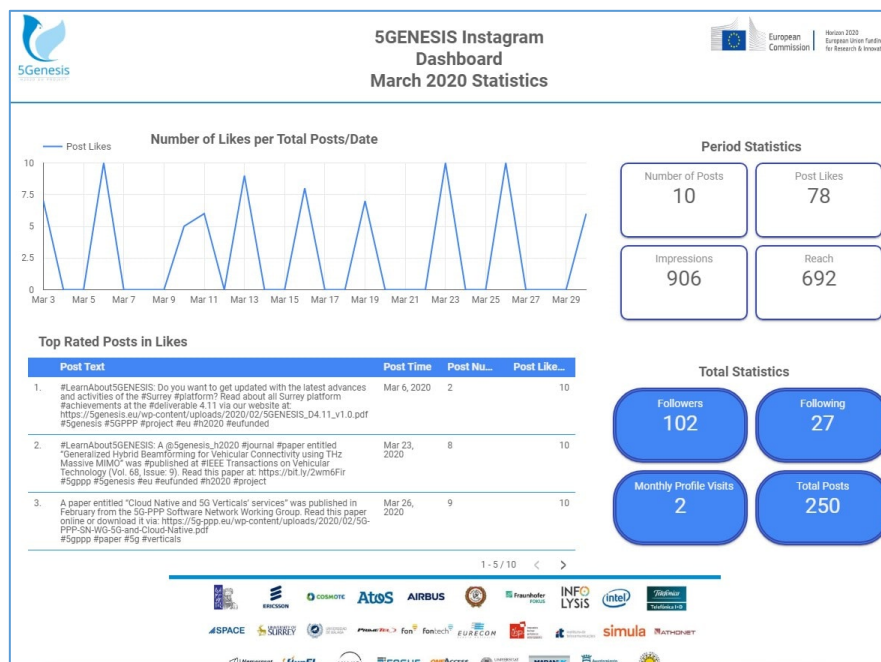 5GENESIS Instagram
Dashboard
March 2020 Statistics
5Genesis
European
Commission
Horizon 2020
European Union funding
for Research & Innovat
Number of Likes per Total Posts/Date
Post Likes
10
7.5
5
2.5
0
Mar 3 Mar 5 Mar 7 Mar 9 Mar 11 Mar 13 Mar 15 Mar 17 Mar 19 Mar 21 Mar 23 Mar 25 Mar 27 Mar 29
Period Statistics
Number of Posts
10
Post Likes
78
Impressions
906
Reach
692
Top Rated Posts in Likes
Post Text Post Time Post Nu... Post Like...
1. #LearnAbout5GENESIS: Do you want to get updated with the latest advances Mar 6, 2020 2 10
and activities of the #Surrey #platform? Read about all Surrey platform
#achievements at the #deliverable 4.11 via our website at:
https://5genesis.eu/wp-content/uploads/2020/02/5GENESIS_D4.11_v1.0.pdf
#5genesis #5GPPP #project #eu #h2020 #eufunded
2. #LearnAbout5GENESIS: A @5genesis_h2020 #journal #paper entitled Mar 23, 8 10
"Generalized Hybrid Beamforming for Vehicular Connectivity using THz 2020
Massive MIMO" was #published at #IEEE Transactions on Vehicular
Technology (Vol. 68, Issue: 9). Read this paper at: https://bit.ly/2wm6Fir
#5gppp #5genesis #eu #eufunded #h2020 #project
3. A paper entitled "Cloud Native and 5G Verticals' services" was published in Mar 26, 9 10
February from the 5G-PPP Software Network Working Group. Read this paper 2020
online or download it via: https://5g-ppp.eu/wp-content/uploads/2020/02/5G-
PPP-SN-WG-5G-and-Cloud-Native.pdf
#5gppp #paper #5g #verticals
1 - 5 / 10
Total Statistics
Followers
102
Following
27
Monthly Profile Visits
2
Total Posts
250
ERICSSON COSMOTE Atos AIRBUS Fraunhofer FOKUS INFOLYSIS intel Telefónica
Telefónica I+D
SPACE UNIVERSITY OF SURREY fon fontech EURECOM simula ATHONET